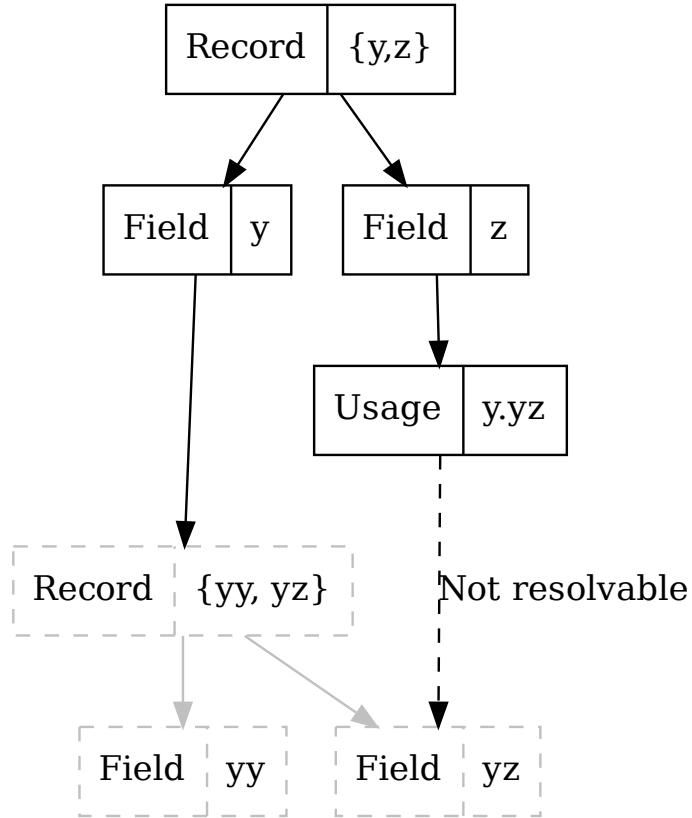 Record {y,z}
Field y
Field z
Usage y.yz
Record {yy, yz}
Not resolvable
Field yy
Field yz